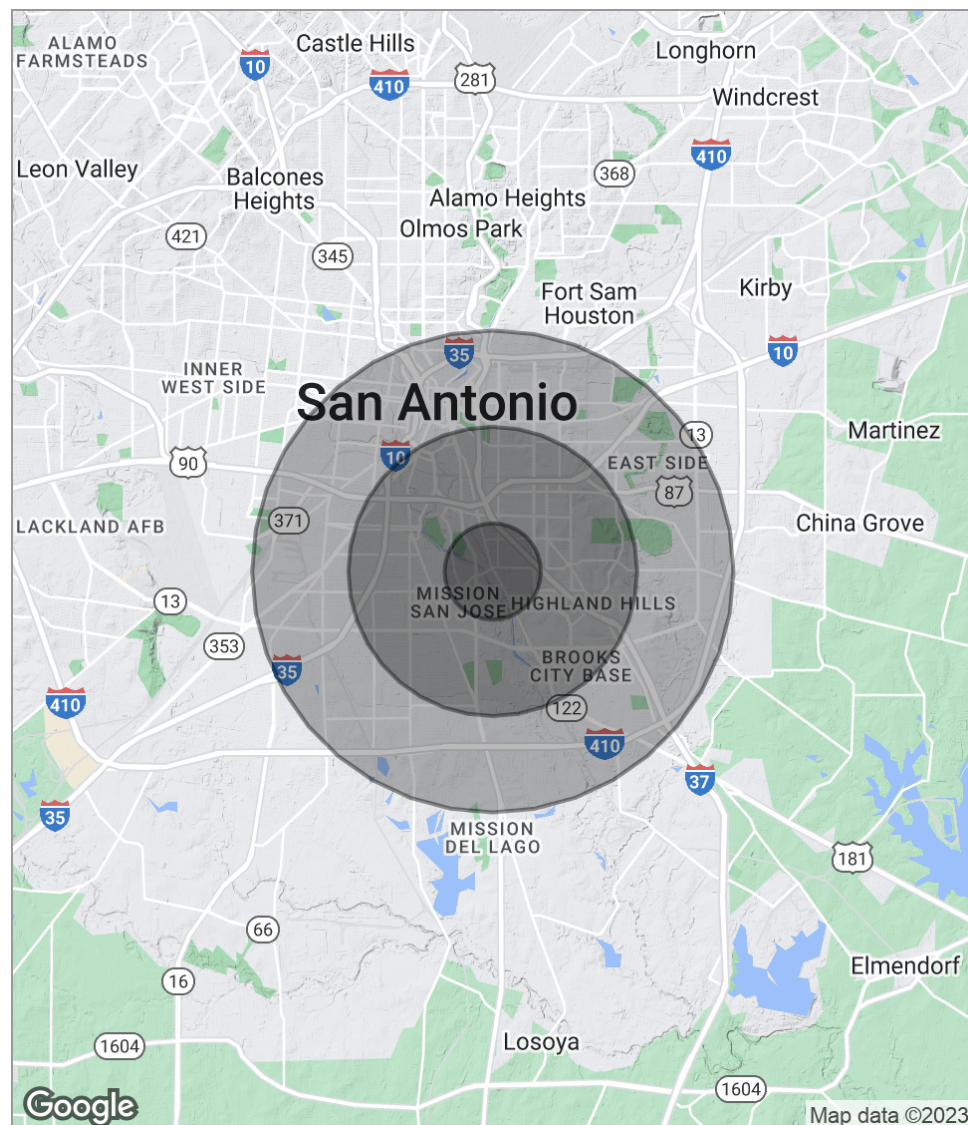 ALAMO
FARMSTEADS
Castle Hills
Longhorn
10
410
281
Windcrest
410
Leon Valley
Balcones
Heights
368
Alamo Heights
Olmos Park
421
345
Fort Sam
Houston
Kirby
35
10
INNER
WEST SIDE
San Antonio
13
Martinez
10
90
EAST SIDE
87
371
LACKLAND AFB
China Grove
MISSION
SAN JOSE
HIGHLAND HILLS
13
353
35
BROOKS
CITY BASE
410
122
410
37
35
MISSION
DEL LAGO
181
66
16
Elmendorf
Losoya
1604
1604
Google
Map data ©2023